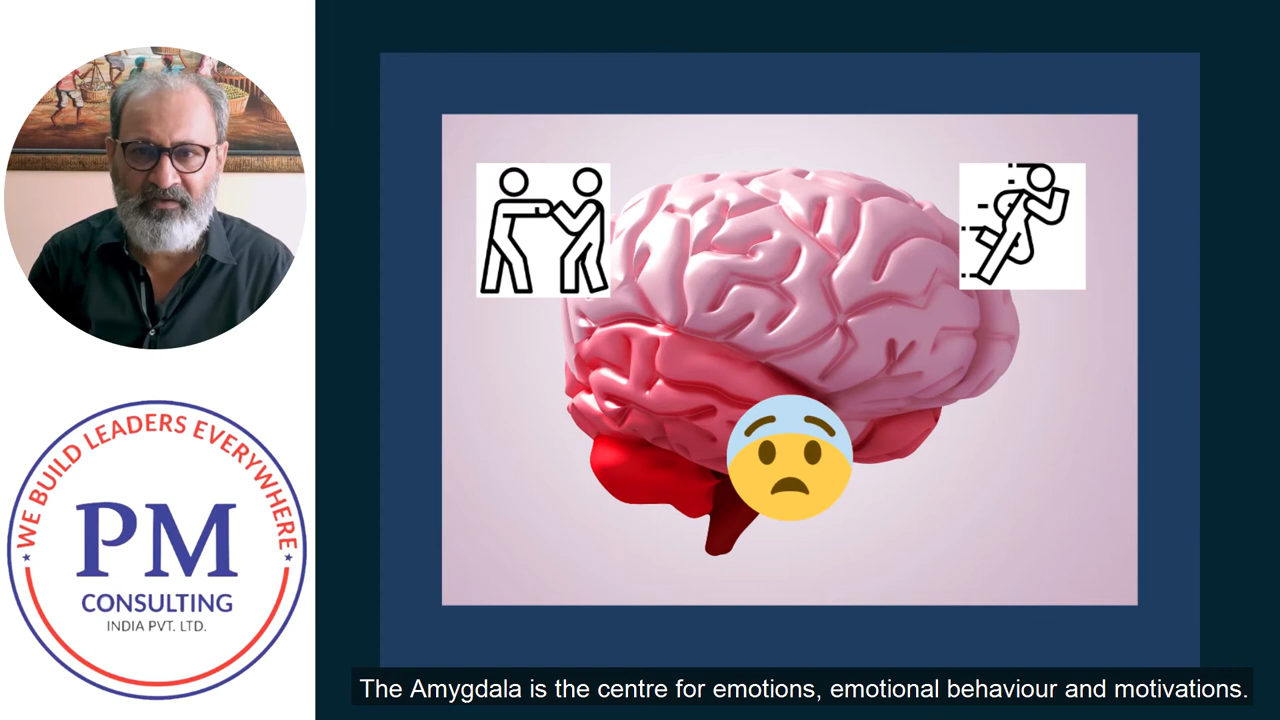 WE BUILD LEADERS EVERYWHERE
PM
CONSULTING
INDIA PVT. LTD.
The Amygdala is the centre for emotions, emotional behaviour and motivations.